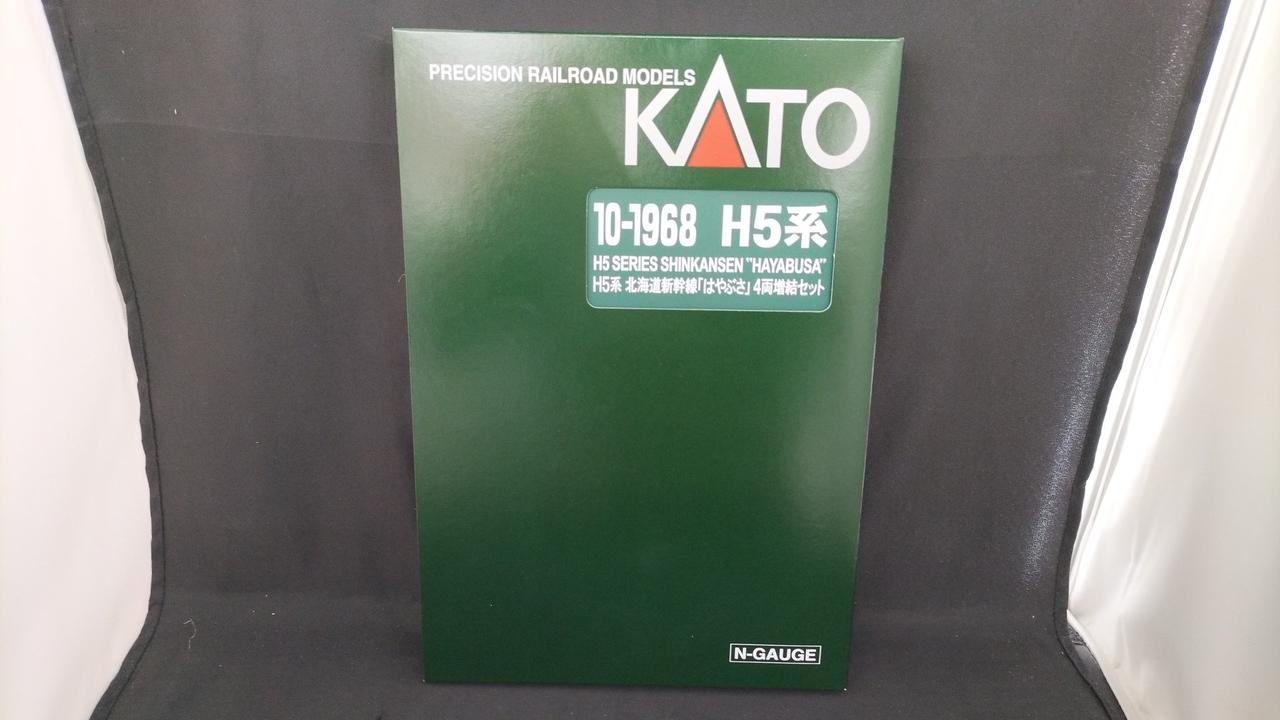 PRECISION RAILROAD MODELS
KATO
10-1968 H5系
H5 SERIES SHINKANSEN "HAYABUSA"
H5系 北海道新幹線「はやぶさ」 4両増結セット
N-GAUGE